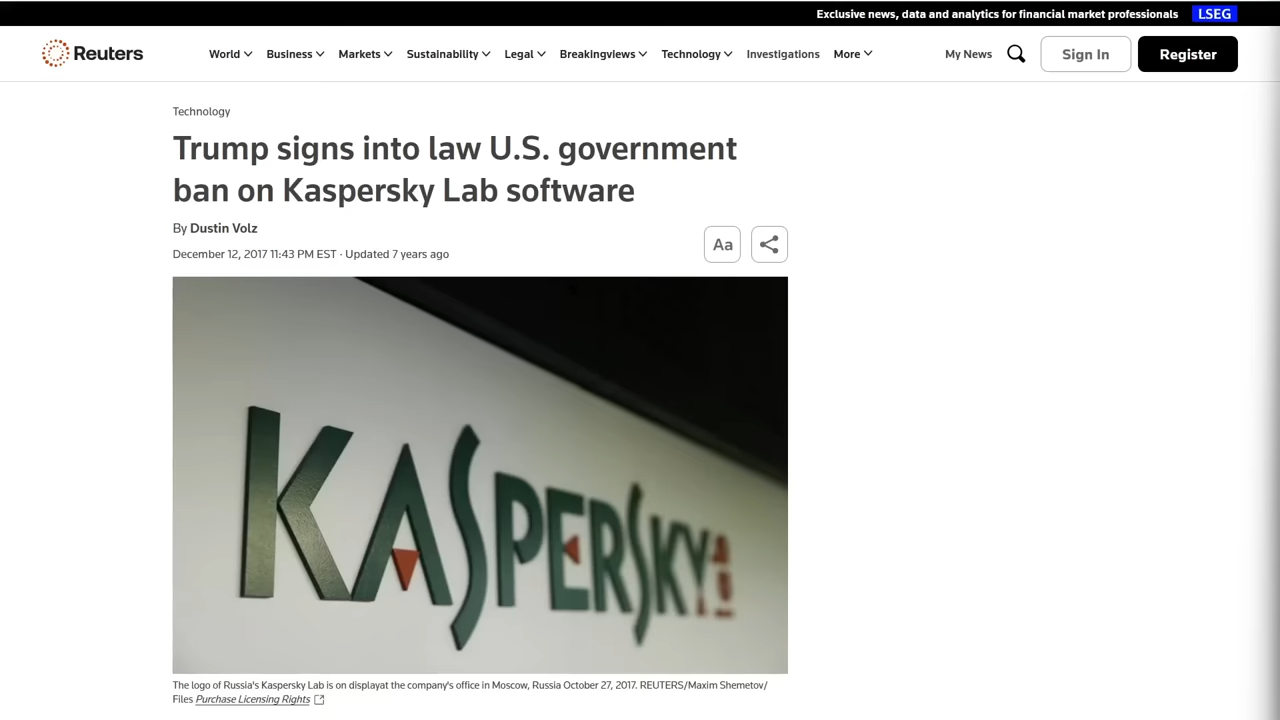 Exclusive news, data and analytics for financial market professionals LSEG
Reuters World Business Markets Sustainability Legal Breakingviews Technology Investigations More My News Sign In Register
Technology
Trump signs into law U.S. government
ban on Kaspersky Lab software
By Dustin Volz
December 12, 2017 11:43 PM EST · Updated 7 years ago
Aa
KASPERSKY
The logo of Russia's Kaspersky Lab is on displayat the company's office in Moscow, Russia October 27, 2017. REUTERS/Maxim Shemetov/
Files Purchase Licensing Rights